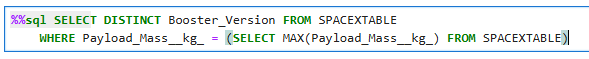 %%sql SELECT DISTINCT Booster_Version FROM SPACEXTABLE
WHERE Payload_Mass__kg_ = (SELECT MAX(Payload_Mass__kg_) FROM SPACEXTABLE)